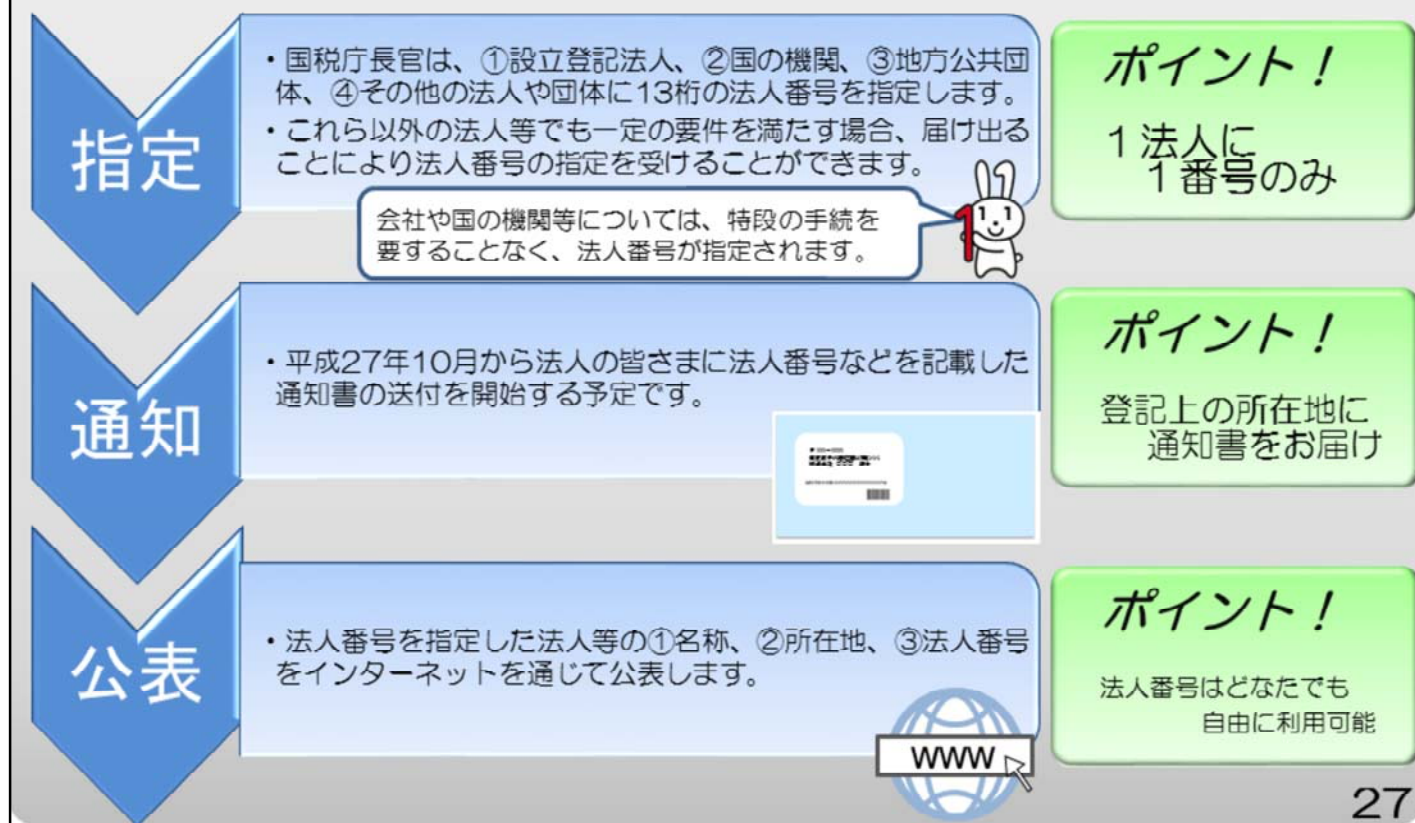 指定
・国税庁長官は、①設立登記法人、②国の機関、③地方公共団
体、④その他の法人や団体に13桁の法人番号を指定します。
・これら以外の法人等でも一定の要件を満たす場合、届け出る
ことにより法人番号の指定を受けることができます。
会社や国の機関等については、特段の手続を
要することなく、法人番号が指定されます。
ポイント！
１法人に
１番号のみ
通知
・平成27年10月から法人の皆さまに法人番号などを記載した
通知書の送付を開始する予定です。
ポイント！
登記上の所在地に
通知書をお届け
公表
・法人番号を指定した法人等の①名称、②所在地、③法人番号
をインターネットを通じて公表します。
WWW
ポイント！
法人番号はどなたでも
自由に利用可能
27